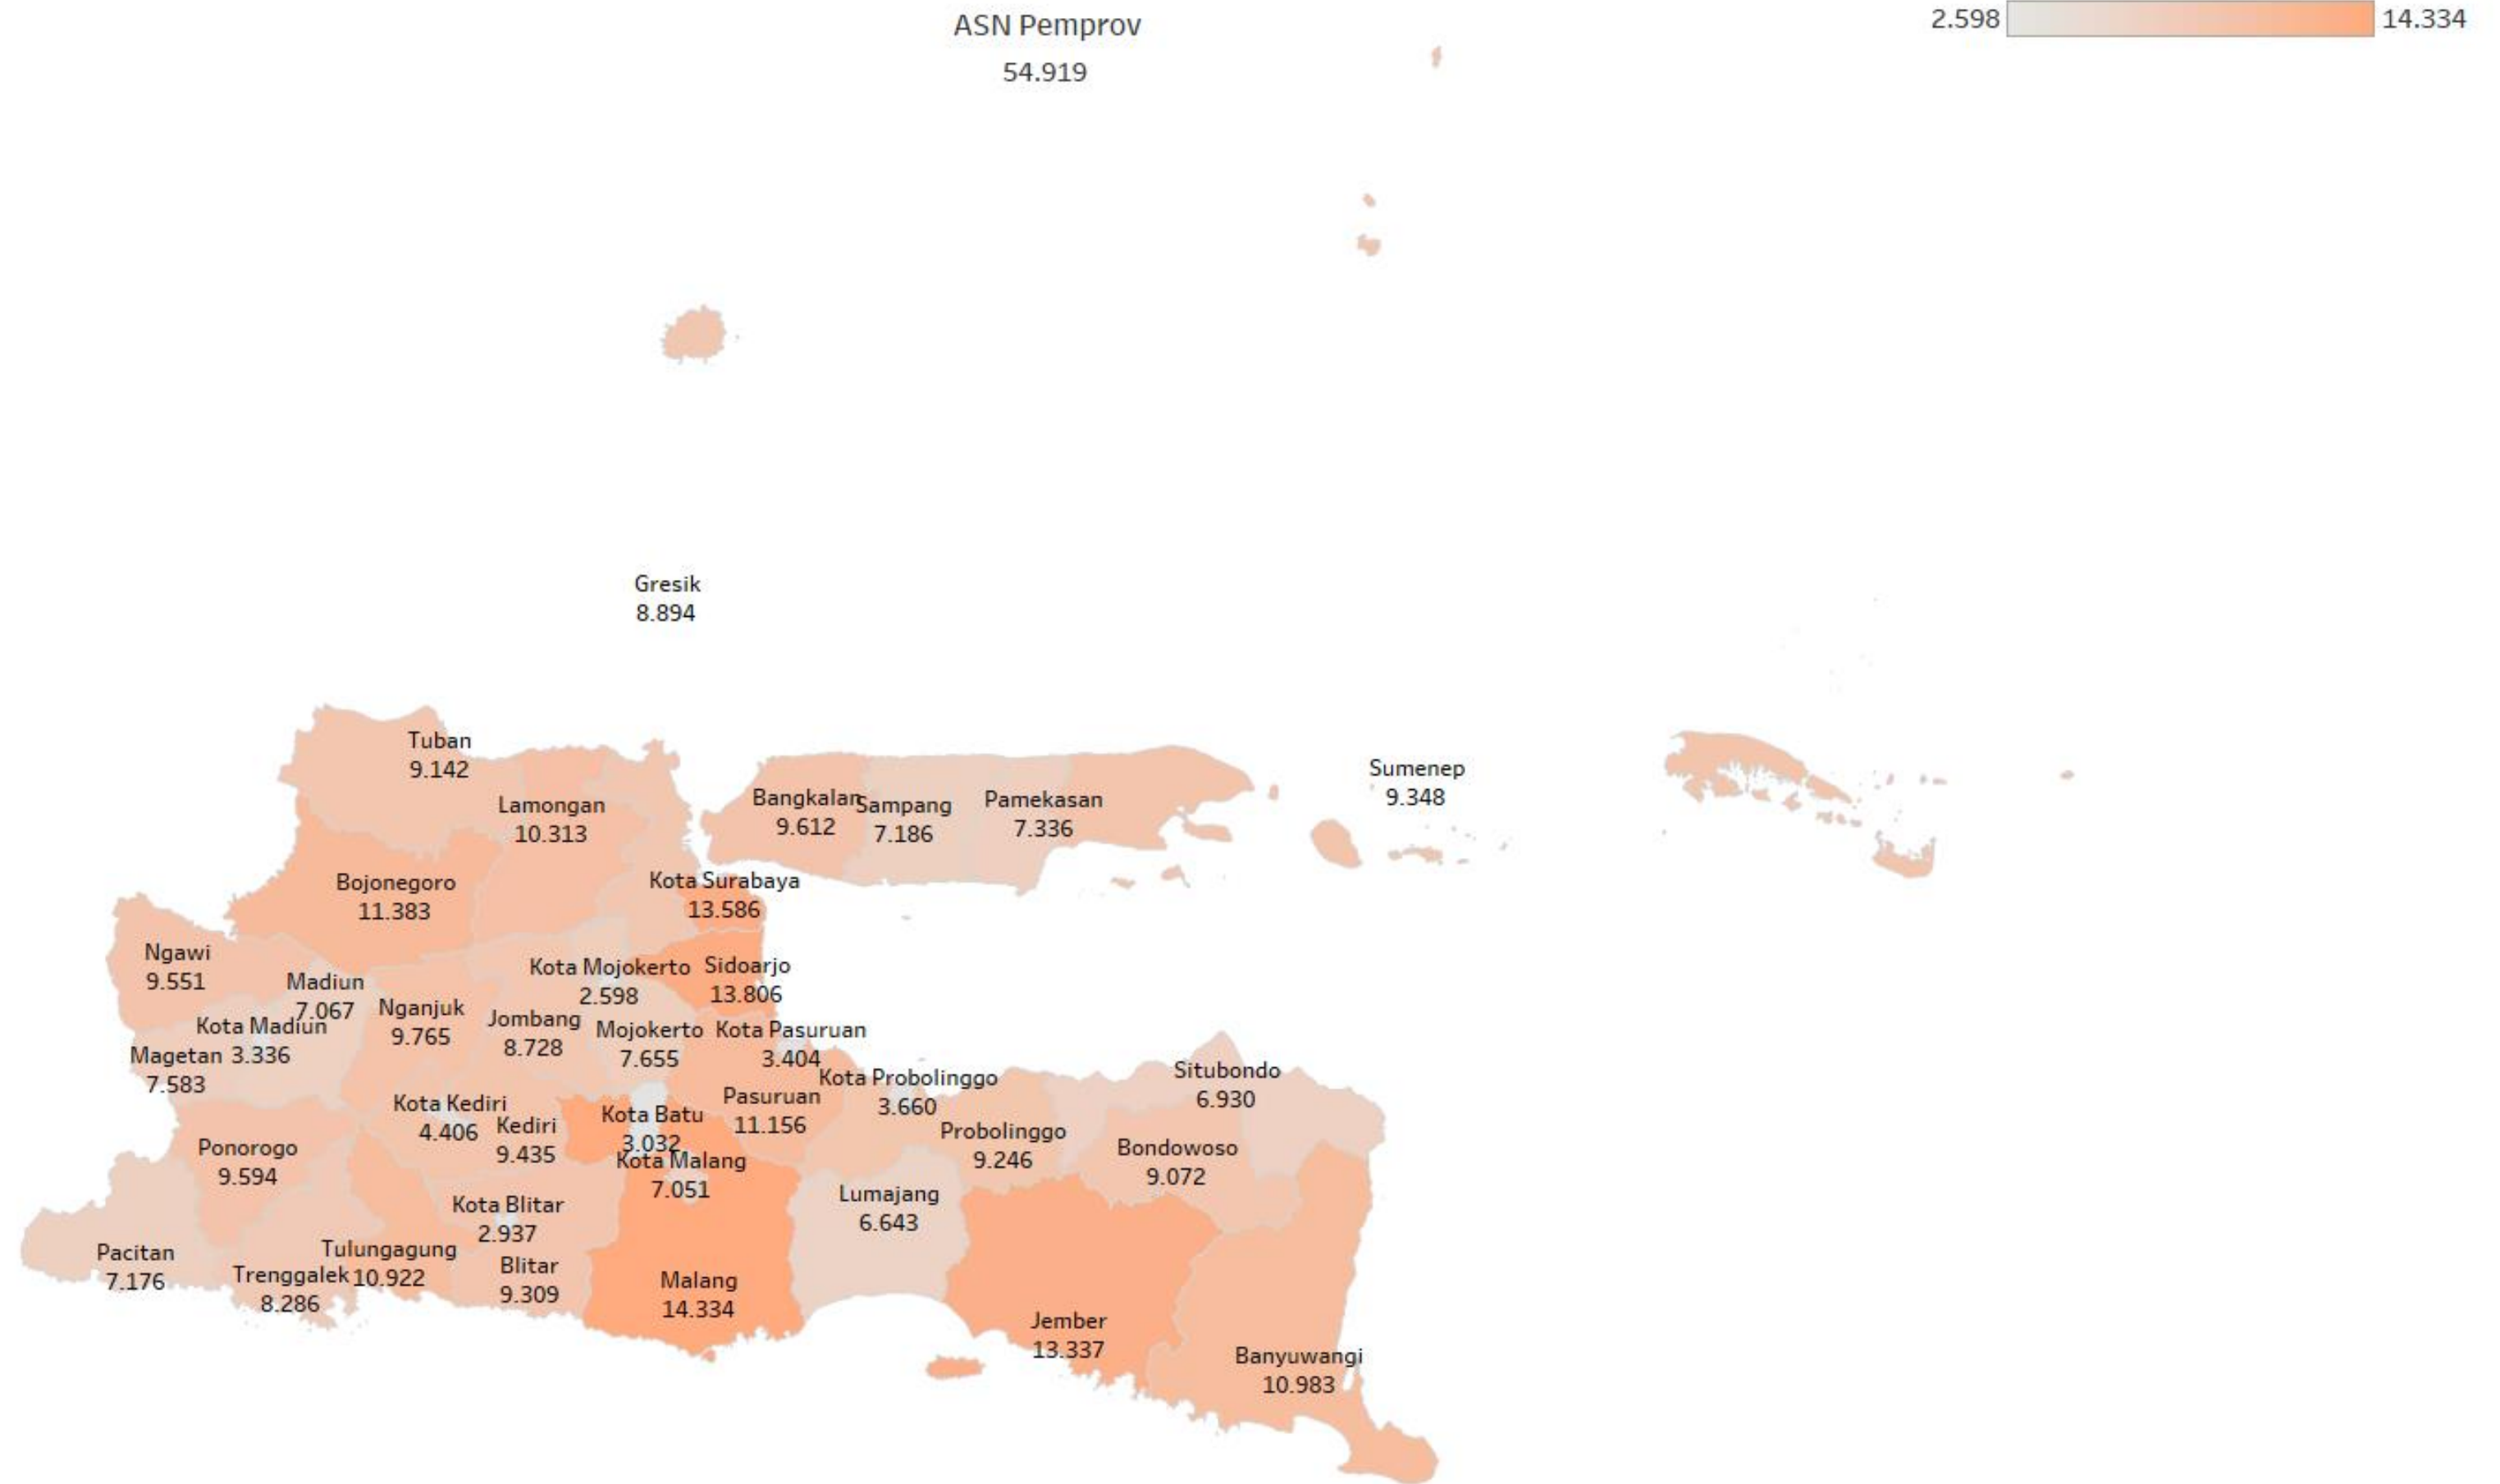 ASN Pemprov
54.919
2.598
14.334
Gresik
8.894
Tuban
9.142
Lamongan
10.313
Bangkalan
9.612
Sampang
7.186
Pamekasan
7.336
Sumenep
9.348
Bojonegoro
11.383
Kota Surabaya
13.586
Ngawi
9.551
Madiun
7.067
Kota Madiun
3.336
Magetan
7.583
Nganjuk
9.765
Jombang
8.728
Kota Mojokerto
2.598
Sidoarjo
13.806
Mojokerto
7.655
Kota Pasuruan
3.404
Kota Probolinggo
3.660
Situbondo
6.930
Kota Kediri
4.406
Kediri
9.435
Kota Batu
3.032
Pasuruan
11.156
Probolinggo
9.246
Bondowoso
9.072
Ponorogo
9.594
Kota Malang
7.051
Lumajang
6.643
Kota Blitar
2.937
Pacitan
7.176
Trenggalek
8.286
Tulungagung
10.922
Blitar
9.309
Malang
14.334
Jember
13.337
Banyuwangi
10.983